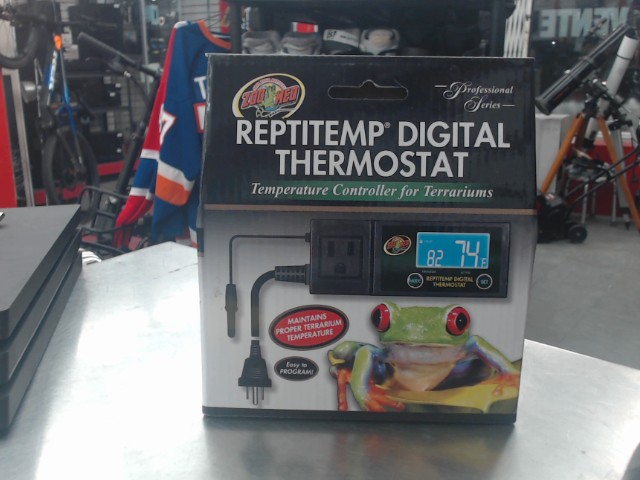 VENTE
ZOO MED
Professional
Series
REPTITEMP® DIGITAL
THERMOSTAT
Temperature Controller for Terrariums
82 74 F
REPTITEMP DIGITAL
THERMOSTAT
SET
MAINTAINS
PROPER TERRARIUM
TEMPERATURE
Easy to
PROGRAM!